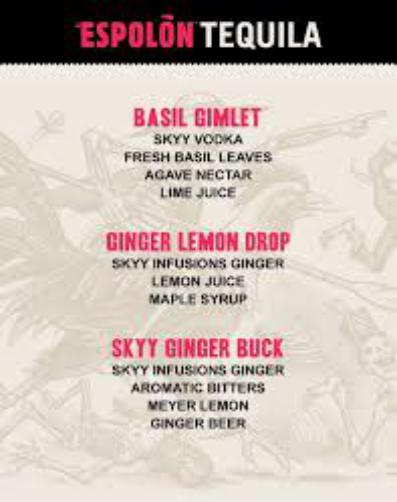 ESPOLÒN TEQUILA
BASIL GIMLET
SKYY VODKA
FRESH BASIL LEAVES
AGAVE NECTAR
LIME JUICE
GINGER LEMON DROP
SKYY INFUSIONS GINGER
LEMON JUICE
MAPLE SYRUP
SKYY GINGER BUCK
SKYY INFUSIONS GINGER
AROMATIC BITTERS
MEYER LEMON
GINGER BEER